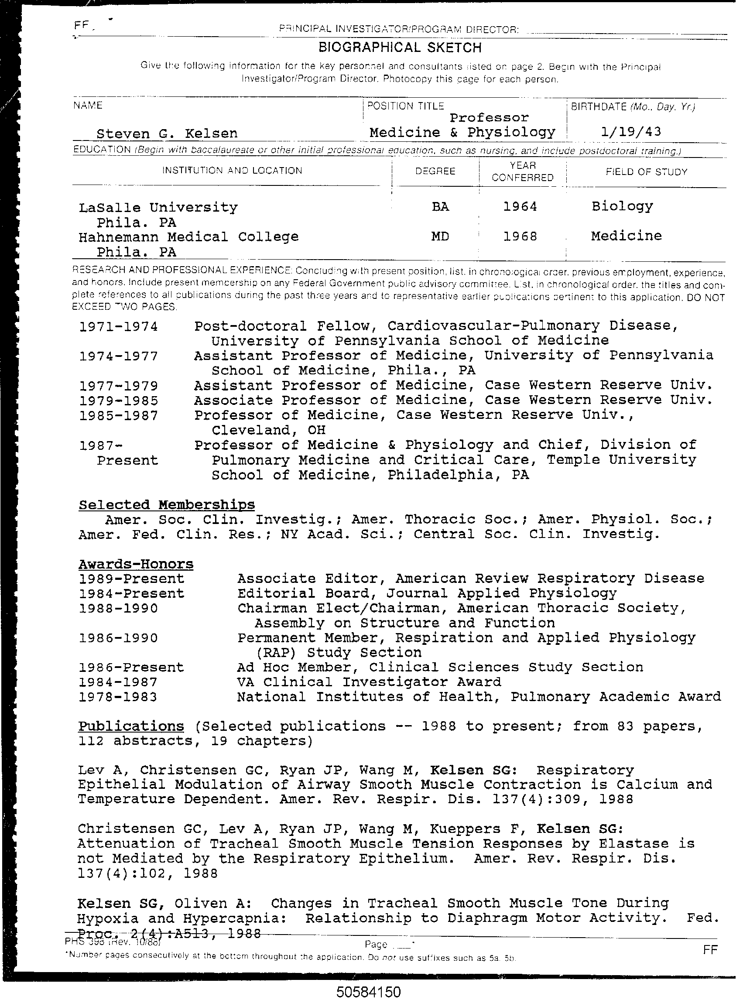 FF.
PRINCIPAL INVESTIGATOR/PROGRAM DIRECTOR:
BIOGRAPHICAL SKETCH
Give the following information for the key personnel and consultants listed on page 2. Begin with the Principal
Investigator/Program Director. Photocopy this page for each person.
NAME
POSITION TITLE
BIRTHDATE (Mo., Day, Yr.)
Professor
Steven G. Kelsen
Medicine & Physiology
1/19/43
EDUCATION (Begin with baccalaureate or other initial professional education, such as nursing, and include postdoctoral training.)
INSTITUTION AND LOCATION
DEGREE
YEAR
CONFERRED
FIELD OF STUDY
LaSalle University BA 1964 Biology
Phila. PA
Hahnemann Medical College MD 1968 Medicine
Phila. PA
RESEARCH AND PROFESSIONAL EXPERIENCE: Concluding with present position, list, in chronological order, previous employment, experience,
and honors. Include present membership on any Federal Government public advisory committee. List, in chronological order, the titles and com-
plete references to all publications during the past three years and to representative earlier publications pertinent to this application. DO NOT
EXCEED TWO PAGES.
1971-1974 Post-doctoral Fellow, Cardiovascular-Pulmonary Disease,
University of Pennsylvania School of Medicine
1974-1977 Assistant Professor of Medicine, University of Pennsylvania
School of Medicine, Phila., PA
1977-1979 Assistant Professor of Medicine, Case Western Reserve Univ.
1979-1985 Associate Professor of Medicine, Case Western Reserve Univ.
1985-1987 Professor of Medicine, Case Western Reserve Univ.,
Cleveland, OH
1987- Professor of Medicine & Physiology and Chief, Division of
Present Pulmonary Medicine and Critical Care, Temple University
School of Medicine, Philadelphia, PA
Selected Memberships
Amer. Soc. Clin. Investig.; Amer. Thoracic Soc.; Amer. Physiol. Soc.;
Amer. Fed. Clin. Res.; NY Acad. Sci.; Central Soc. Clin. Investig.
Awards-Honors
1989-Present Associate Editor, American Review Respiratory Disease
1984-Present Editorial Board, Journal Applied Physiology
1988-1990 Chairman Elect/Chairman, American Thoracic Society,
Assembly on Structure and Function
1986-1990 Permanent Member, Respiration and Applied Physiology
(RAP) Study Section
1986-Present Ad Hoc Member, Clinical Sciences Study Section
1984-1987 VA Clinical Investigator Award
1978-1983 National Institutes of Health, Pulmonary Academic Award
Publications (Selected publications -- 1988 to present; from 83 papers,
112 abstracts, 19 chapters)
Lev A, Christensen GC, Ryan JP, Wang M, Kelsen SG: Respiratory
Epithelial Modulation of Airway Smooth Muscle Contraction is Calcium and
Temperature Dependent. Amer. Rev. Respir. Dis. 137(4):309, 1988
Christensen GC, Lev A, Ryan JP, Wang M, Kueppers F, Kelsen SG:
Attenuation of Tracheal Smooth Muscle Tension Responses by Elastase is
not Mediated by the Respiratory Epithelium. Amer. Rev. Respir. Dis.
137(4):102, 1988
Kelsen SG, Oliven A: Changes in Tracheal Smooth Muscle Tone During
Hypoxia and Hypercapnia: Relationship to Diaphragm Motor Activity. Fed.
Proc. 2(4):A513, 1988
PHS 398 (Rev. 10/88)
Page ___*
*Number pages consecutively at the bottom throughout the application. Do not use suffixes such as 5a, 5b.
FF
50584150